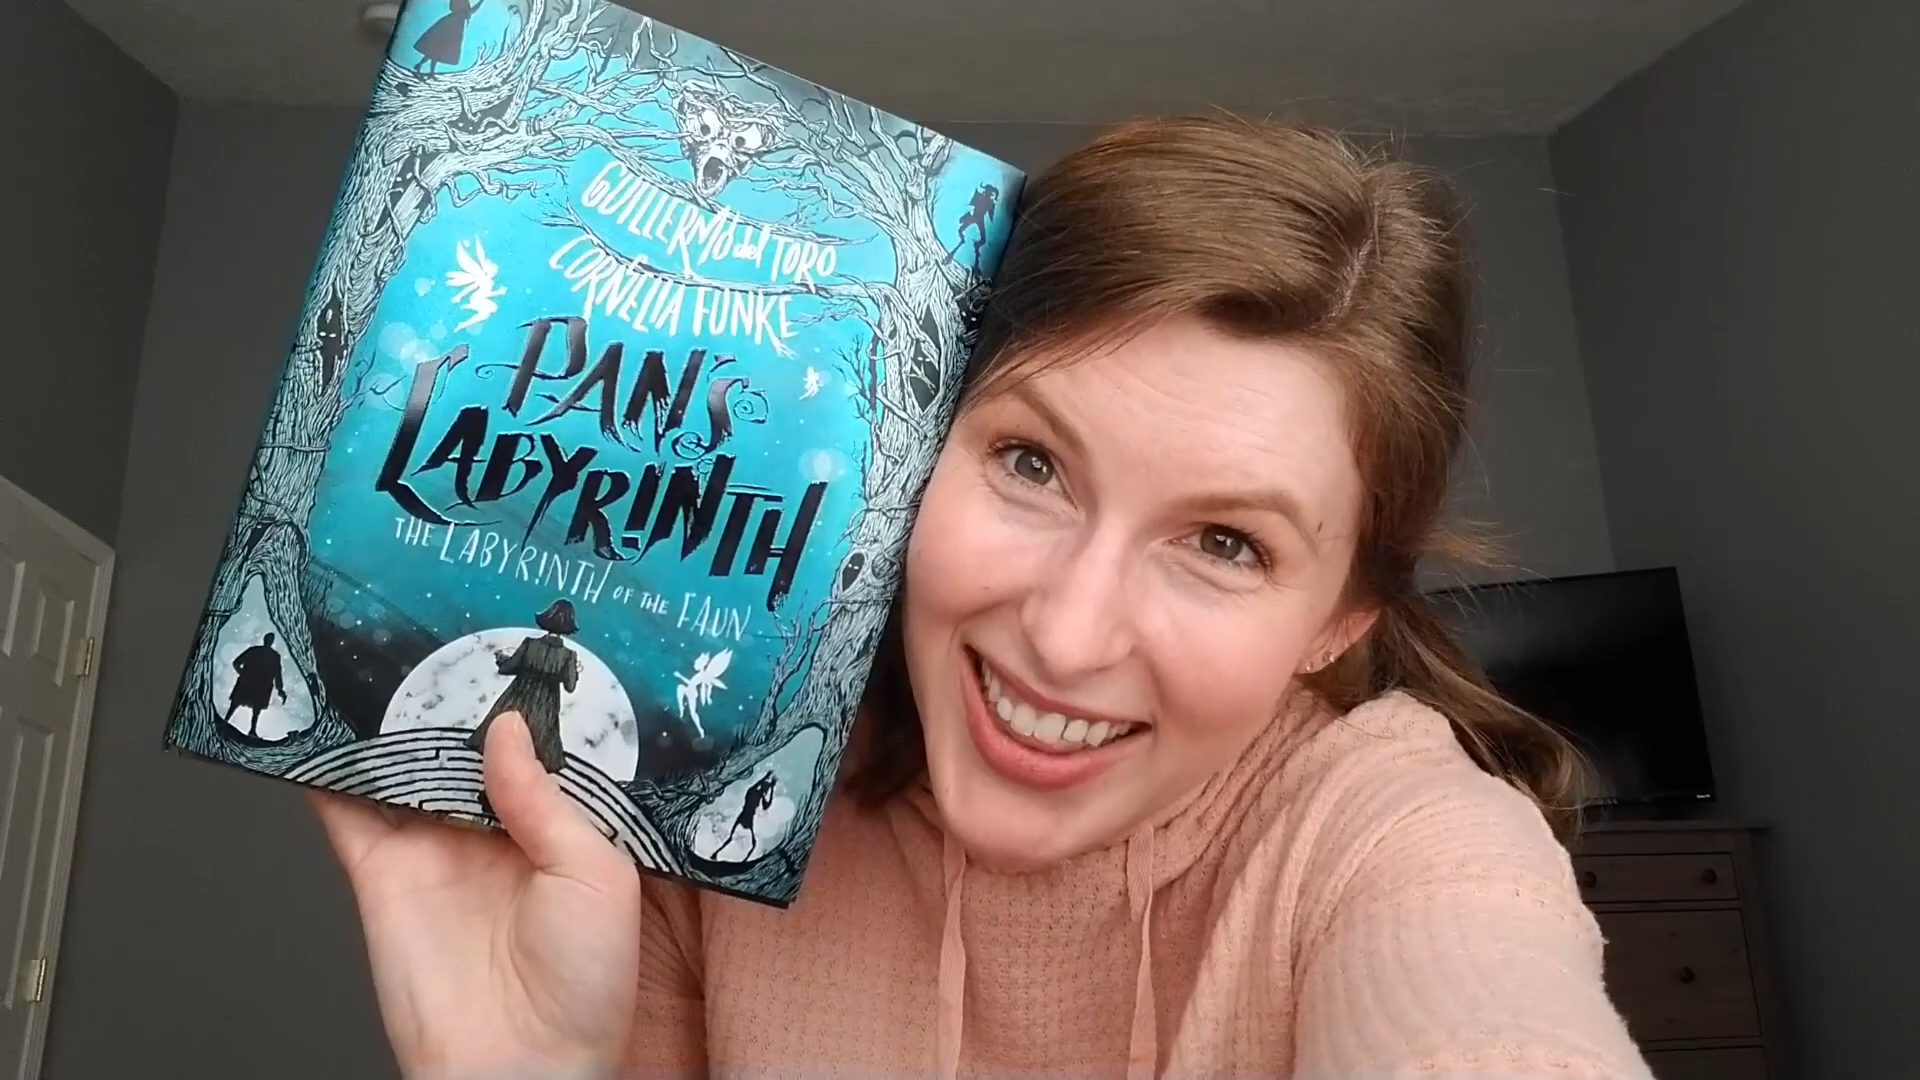 GUILLERMO del TORO
CORNELIA FUNKE
PAN'S
LABYRINTH
THE LABYRINTH OF THE FAUN